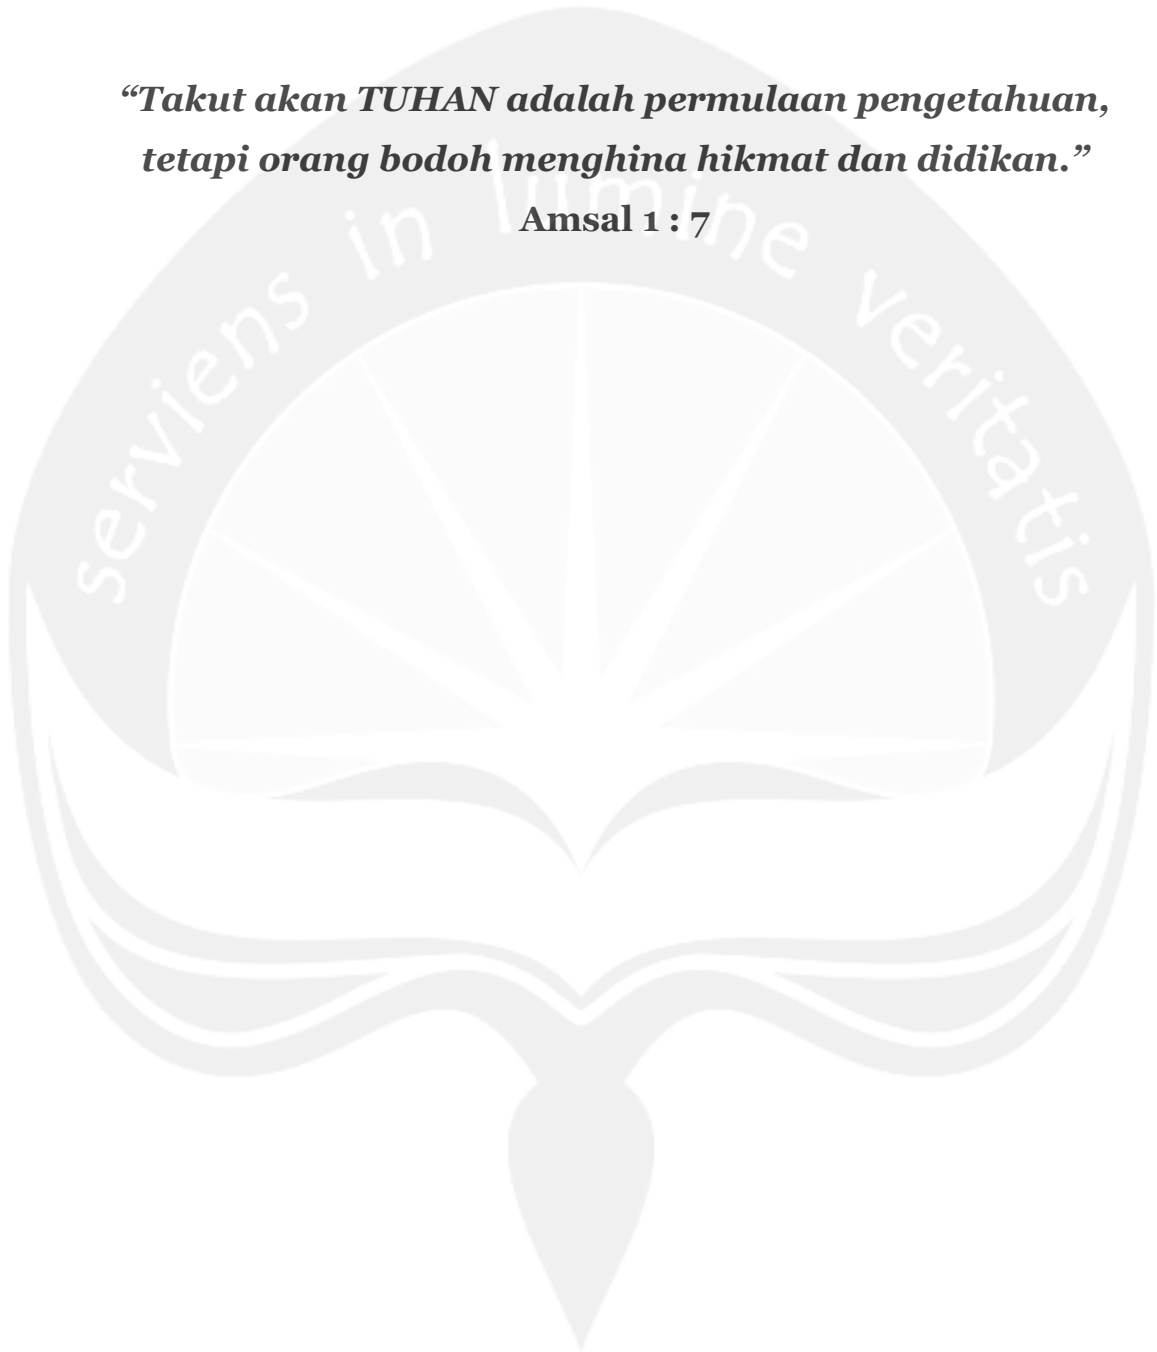 “Takut akan TUHAN adalah permulaan pengetahuan,
tetapi orang bodoh menghina hikmat dan didikan.”
Amsal 1 : 7
serviens in lumine veritatis